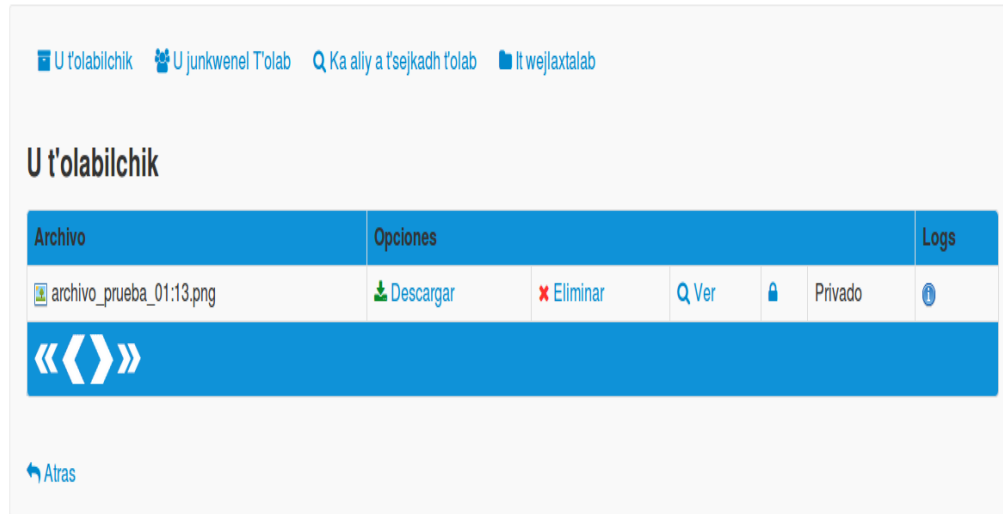 U t'olabilchik U junkwenel T'olab Ka aliy a t'sejkadh t'olab It wejlaxtalab
U t'olabilchik
Archivo Opciones Logs
archivo_prueba_01:13.png Descargar Eliminar Ver Privado
Atras